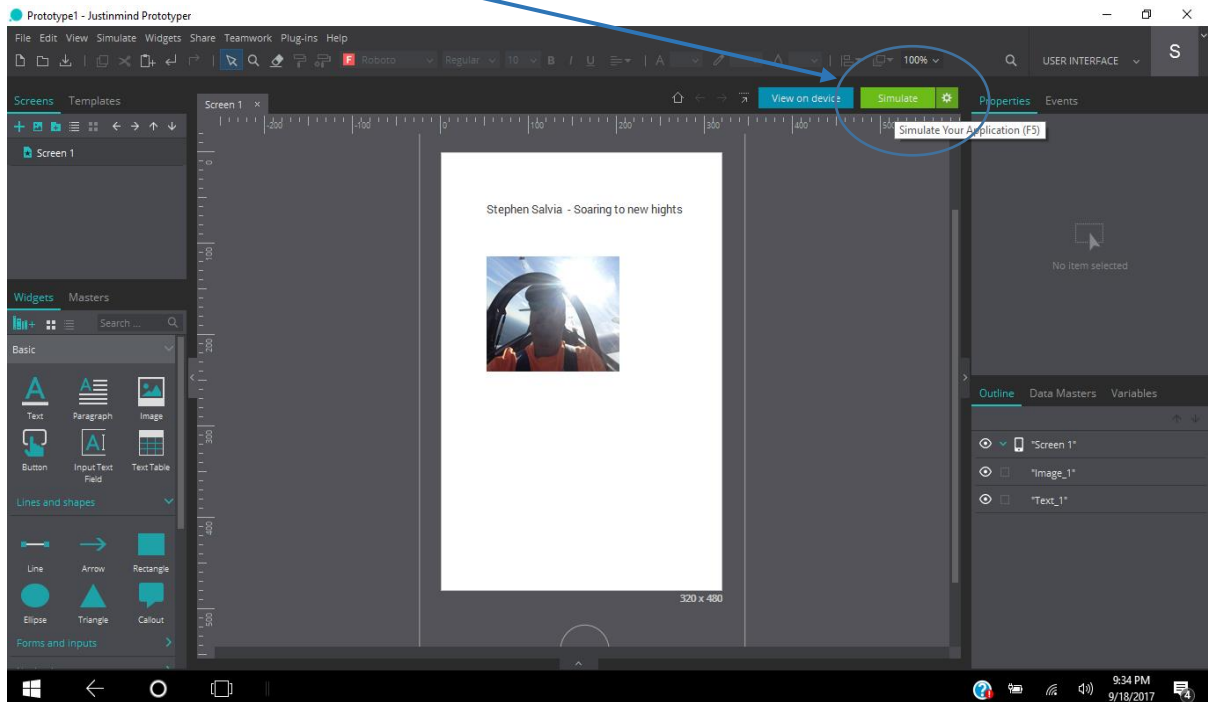 Prototype1 - Justinmind Prototyper
File Edit View Simulate Widgets Share Teamwork Plug-ins Help
F Roboto Regular 10 B I U A 100% USER INTERFACE S
Screens Templates
Screen 1 ×
View on device Simulate
Properties Events
Simulate Your Application (F5)
-200 -100 0 100 200 300 400
Screen 1
0
100
200
300
400
500
Stephen Salvia - Soaring to new hights
320 x 480
No item selected
Widgets Masters
Search ...
Basic
A A A
Text Paragraph Image
Button Input Text Field Text Table
Lines and shapes
Line Arrow Rectangle
Ellipse Triangle Callout
Forms and inputs
Outline Data Masters Variables
"Screen 1"
"Image_1"
"Text_1"
9:34 PM
9/18/2017
4